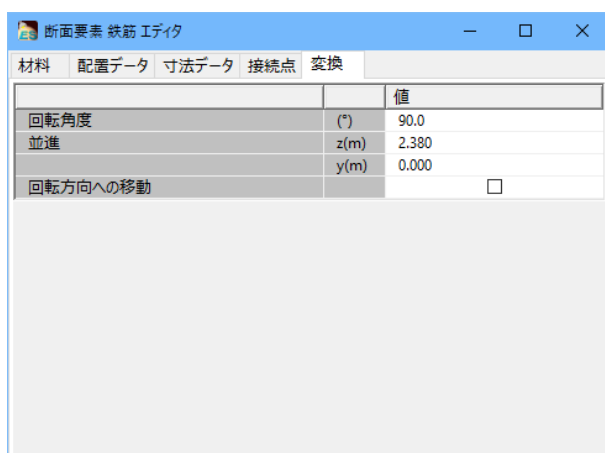 断面要素 鉄筋 エディタ
材料 配置データ 寸法データ 接続点 変換
値
回転角度 (°) 90.0
並進 z(m) 2.380
y(m) 0.000
回転方向への移動